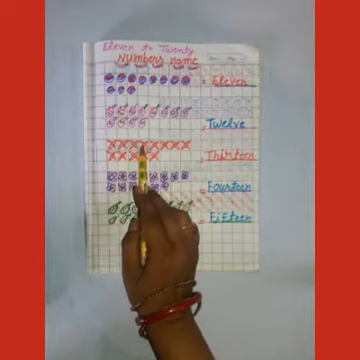 Eleven to Twenty
Numbers name
= Eleven
= Twelve
= Thirteen
= Fourteen
= Fifteen